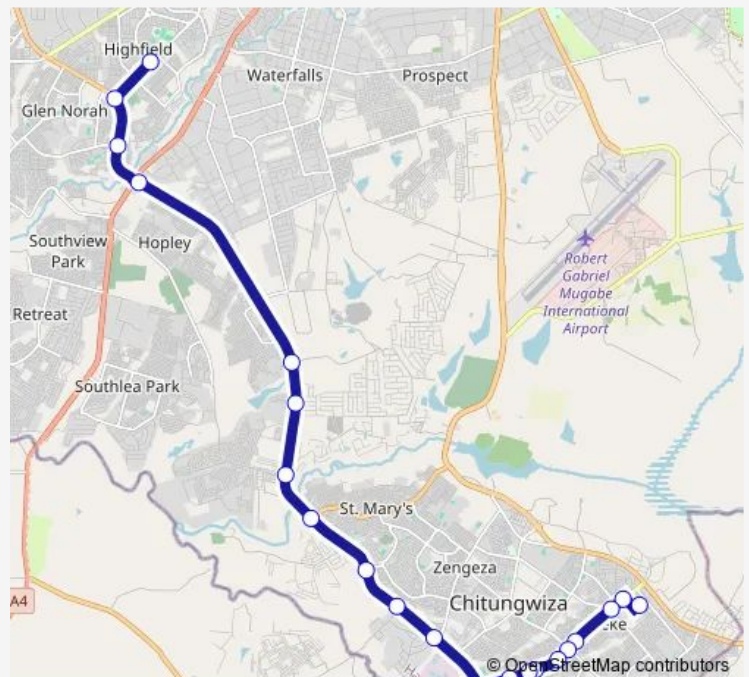 Highfield
Waterfalls
Prospect
Glen Norah
Southview
Park
Hopley
Robert
Gabriel
Mugabe
International
Airport
Retreat
Southlea Park
St. Mary's
Zengeza
A4
Chitungwiza
eke
© OpenStreetMap contributors